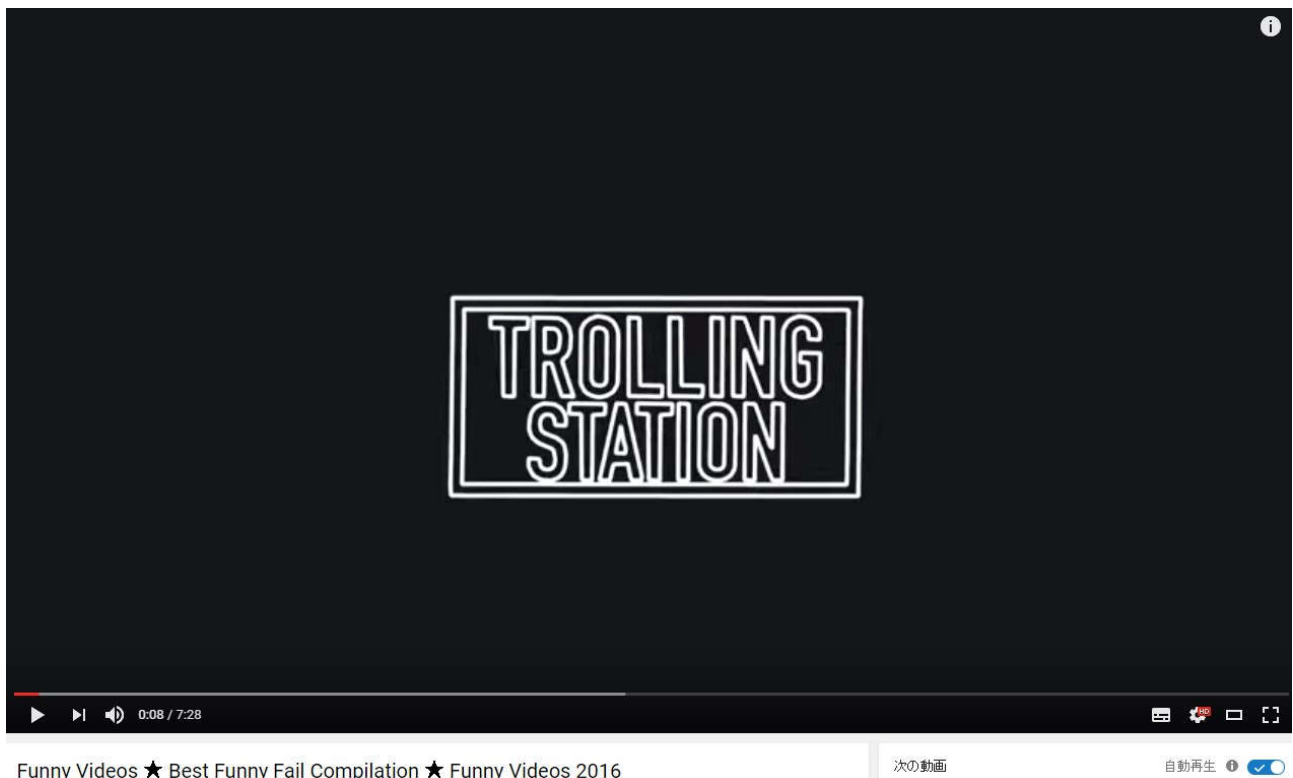 TROLLING
STATION
0:08 / 7:28
HD
Funny Videos ★ Best Funny Fail Compilation ★ Funny Videos 2016
次の動画
自動再生